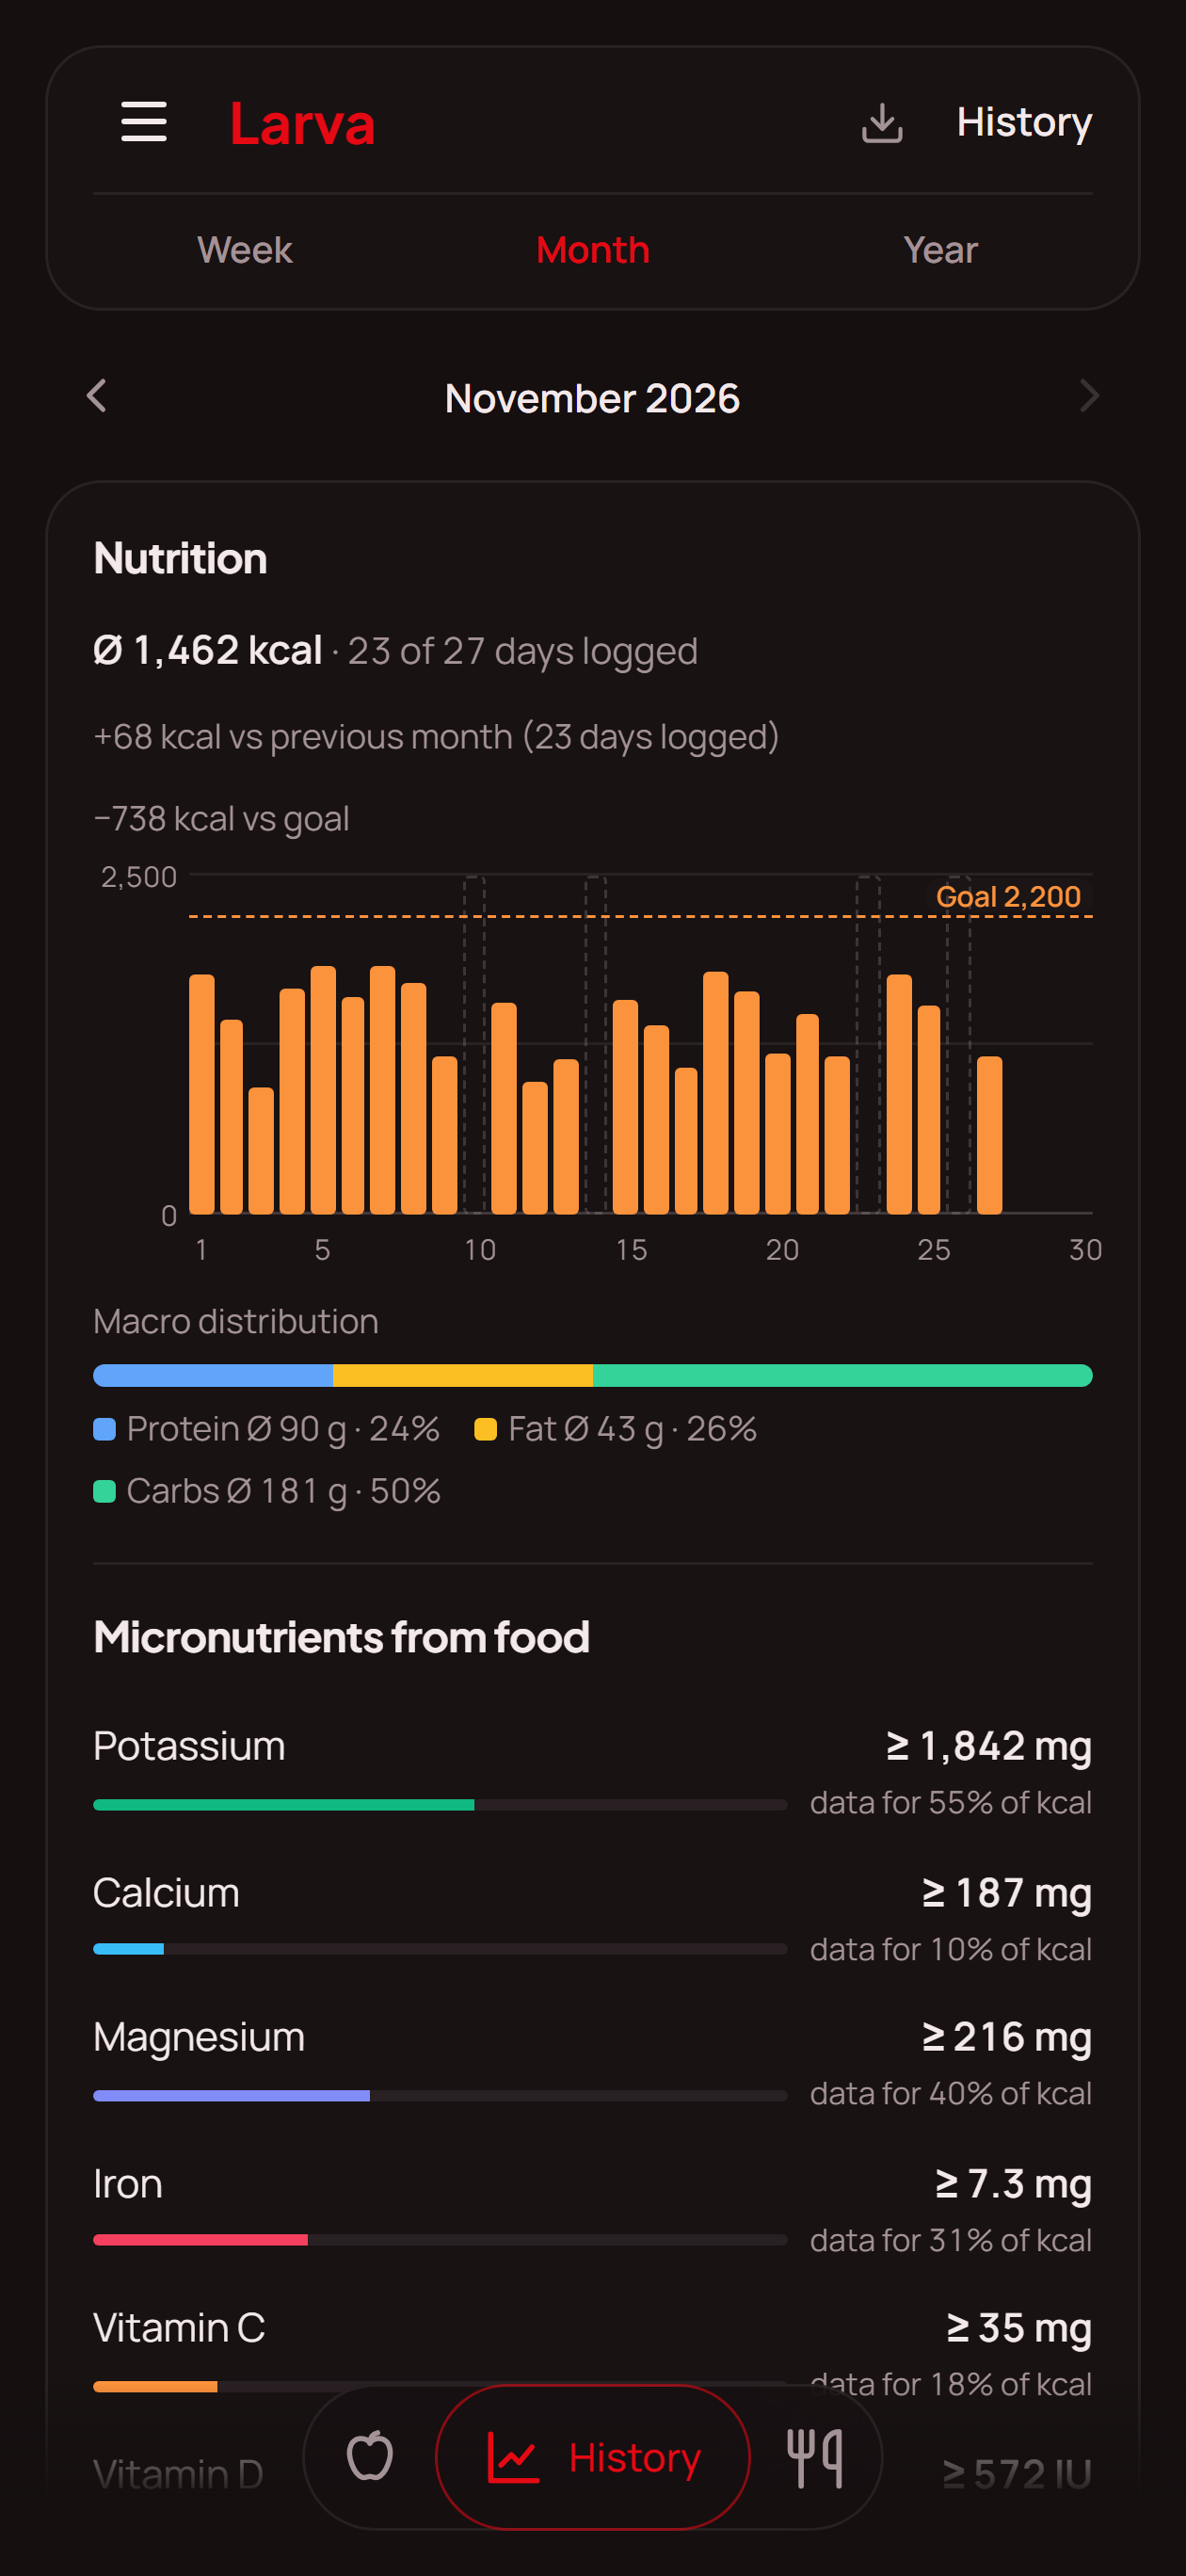 Larva
History
Week Month Year
November 2026
Nutrition
Ø 1,462 kcal · 23 of 27 days logged
+68 kcal vs previous month (23 days logged)
−738 kcal vs goal
2,500
Goal 2,200
0
1 5 10 15 20 25 30
Macro distribution
Protein Ø 90 g · 24% Fat Ø 43 g · 26%
Carbs Ø 181 g · 50%
Micronutrients from food
Potassium ≥ 1,842 mg
data for 55% of kcal
Calcium ≥ 187 mg
data for 10% of kcal
Magnesium ≥ 216 mg
data for 40% of kcal
Iron ≥ 7.3 mg
data for 31% of kcal
Vitamin C ≥ 35 mg
data for 18% of kcal
Vitamin D ≥ 572 IU
History